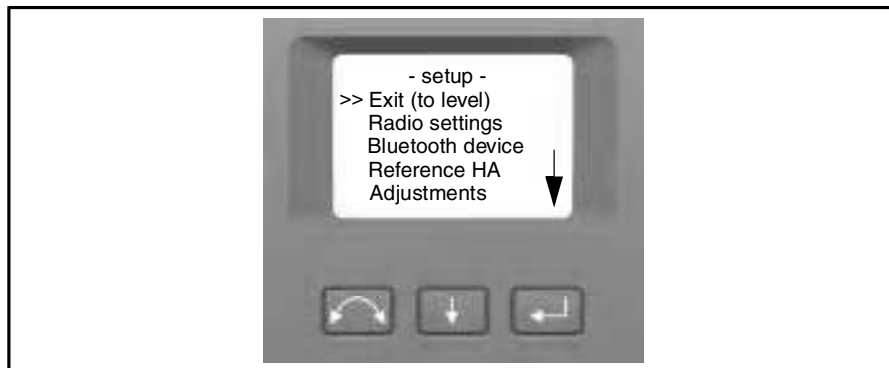 - setup -
>> Exit (to level)
Radio settings
Bluetooth device
Reference HA
Adjustments